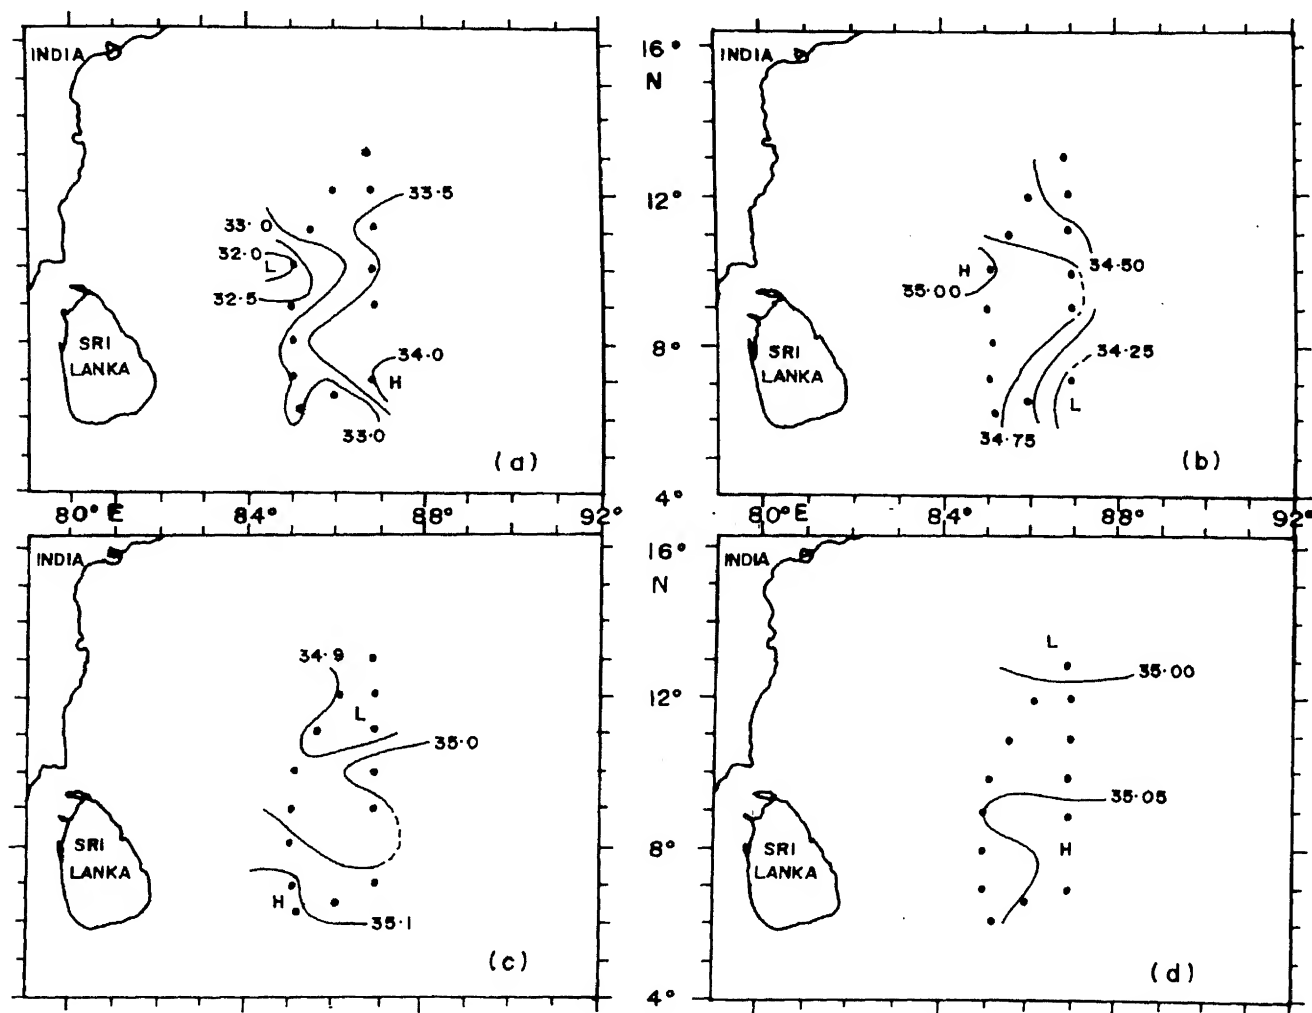 INDIA
33·5
33·0
32·0
L
32·5
SRI
LANKA
34·0
H
33·0
(a)
16°
N
12°
8°
4°
INDIA
34·50
H
35·00
SRI
LANKA
34·25
L
34·75
(b)
80°E 84° 88° 92°
80°E 84° 88° 92°
INDIA
34·9
L
35·0
SRI
LANKA
H
35·1
(c)
16°
N
12°
8°
4°
INDIA
L
35·00
35·05
SRI
LANKA
H
(d)